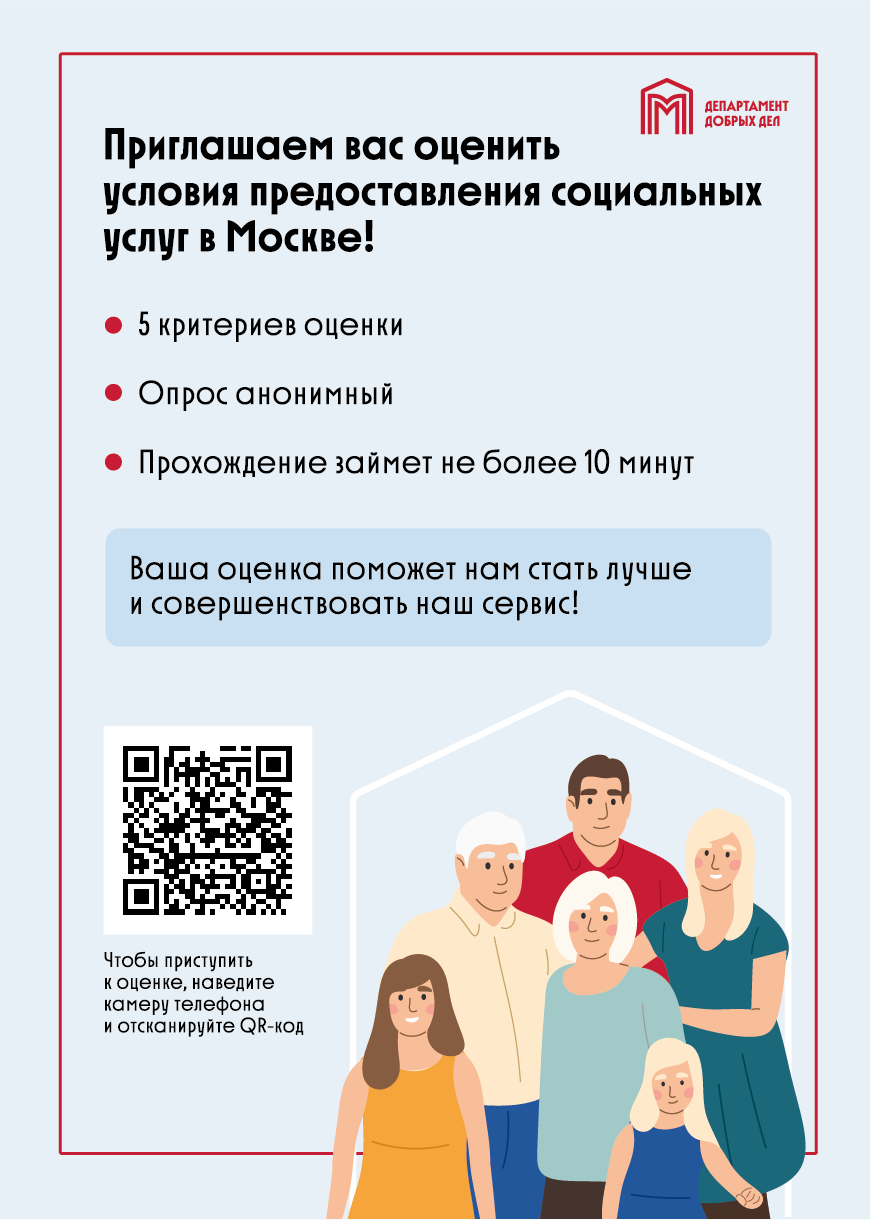 ДЕПАРТАМЕНТ
ДОБРЫХ ДЕЛ
Приглашаем вас оценить
условия предоставления социальных
услуг в Москве!
5 критериев оценки
Опрос анонимный
Прохождение займет не более 10 минут
Ваша оценка поможет нам стать лучше
и совершенствовать наш сервис!
Чтобы приступить
к оценке, наведите
камеру телефона
и отсканируйте QR-код